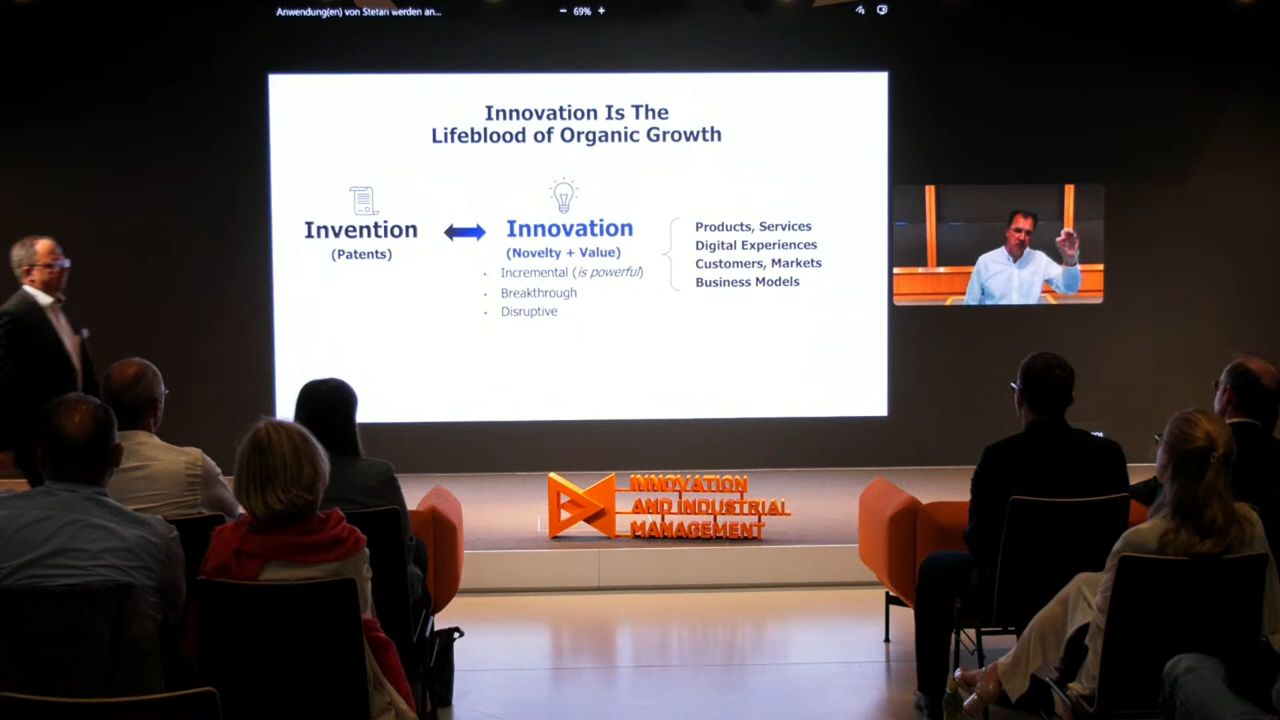 Anwendung(en) von Stefan werden an...
− 69% +
Innovation Is The
Lifeblood of Organic Growth
Invention
(Patents)
Innovation
(Novelty + Value)
· Incremental (is powerful)
· Breakthrough
· Disruptive
Products, Services
Digital Experiences
Customers, Markets
Business Models
INNOVATION
AND INDUSTRIAL
MANAGEMENT